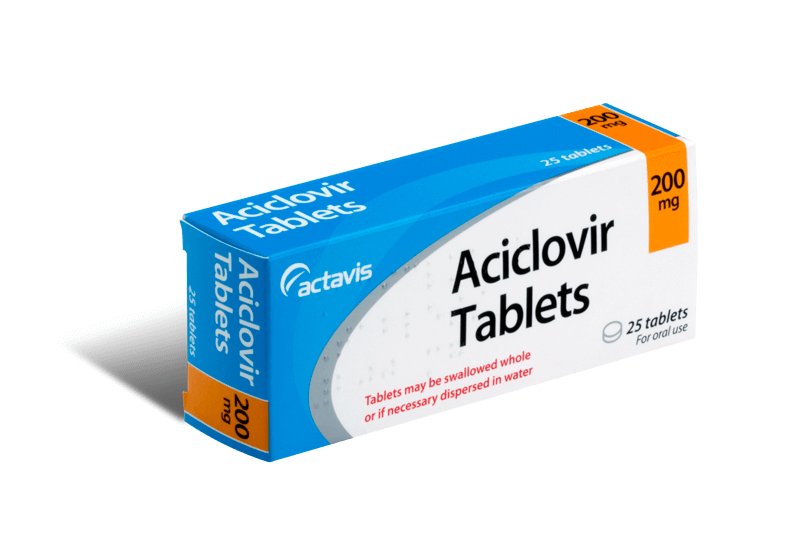 Aciclovir
Tablets
25 tablets
200
mg
Aciclovir
Tablets
25 tablets
200
mg
actavis
Aciclovir
Tablets
200
mg
25 tablets
For oral use
Tablets may be swallowed whole
or if necessary dispersed in water